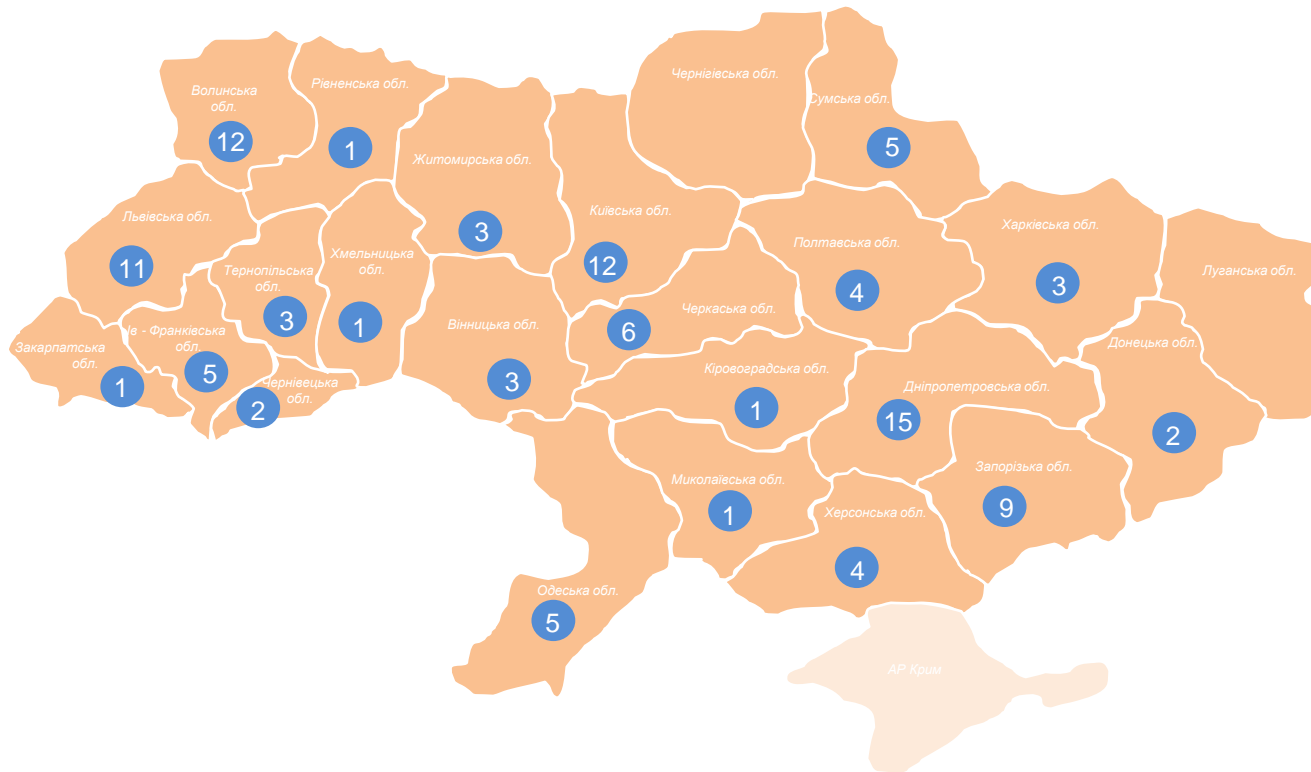 Чернігівська обл.
Волинська
обл.
12
Рівненська обл.
1
Сумська обл.
5
Житомирська обл.
3
Київська обл.
12
Львівська обл.
11
Тернопільська
обл.
3
Хмельницька
обл.
1
Полтавська обл.
4
Харківська обл.
3
Луганська обл.
Черкаська обл.
6
Вінницька обл.
3
Ів - Франківська
обл.
5
Закарпатська
обл.
1
Чернівецька
обл.
2
Кіровоградська обл.
1
Дніпропетровська обл.
15
Донецька обл.
2
Запорізька обл.
9
Миколаївська обл.
1
Херсонська обл.
4
Одеська обл.
5
АР Крим